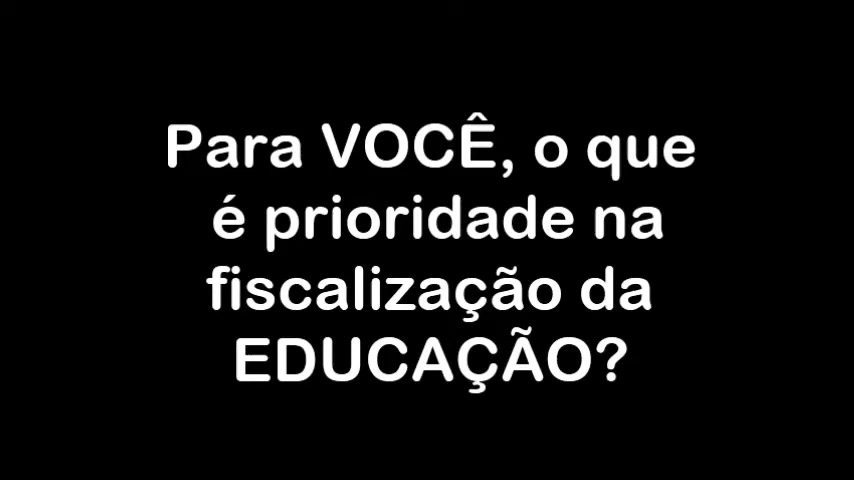 Para VOCÊ, o que
é prioridade na
fiscalização da
EDUCAÇÃO?